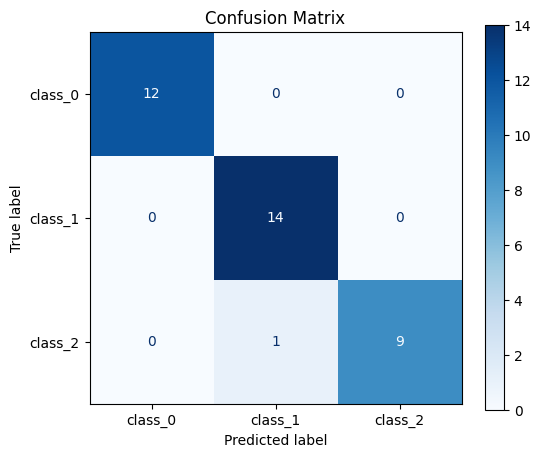 Confusion Matrix
14
class_0 12 0 0
12
10
True label
class_1 0 14 0
8
6
4
class_2 0 1 9
2
0
class_0 class_1 class_2
Predicted label